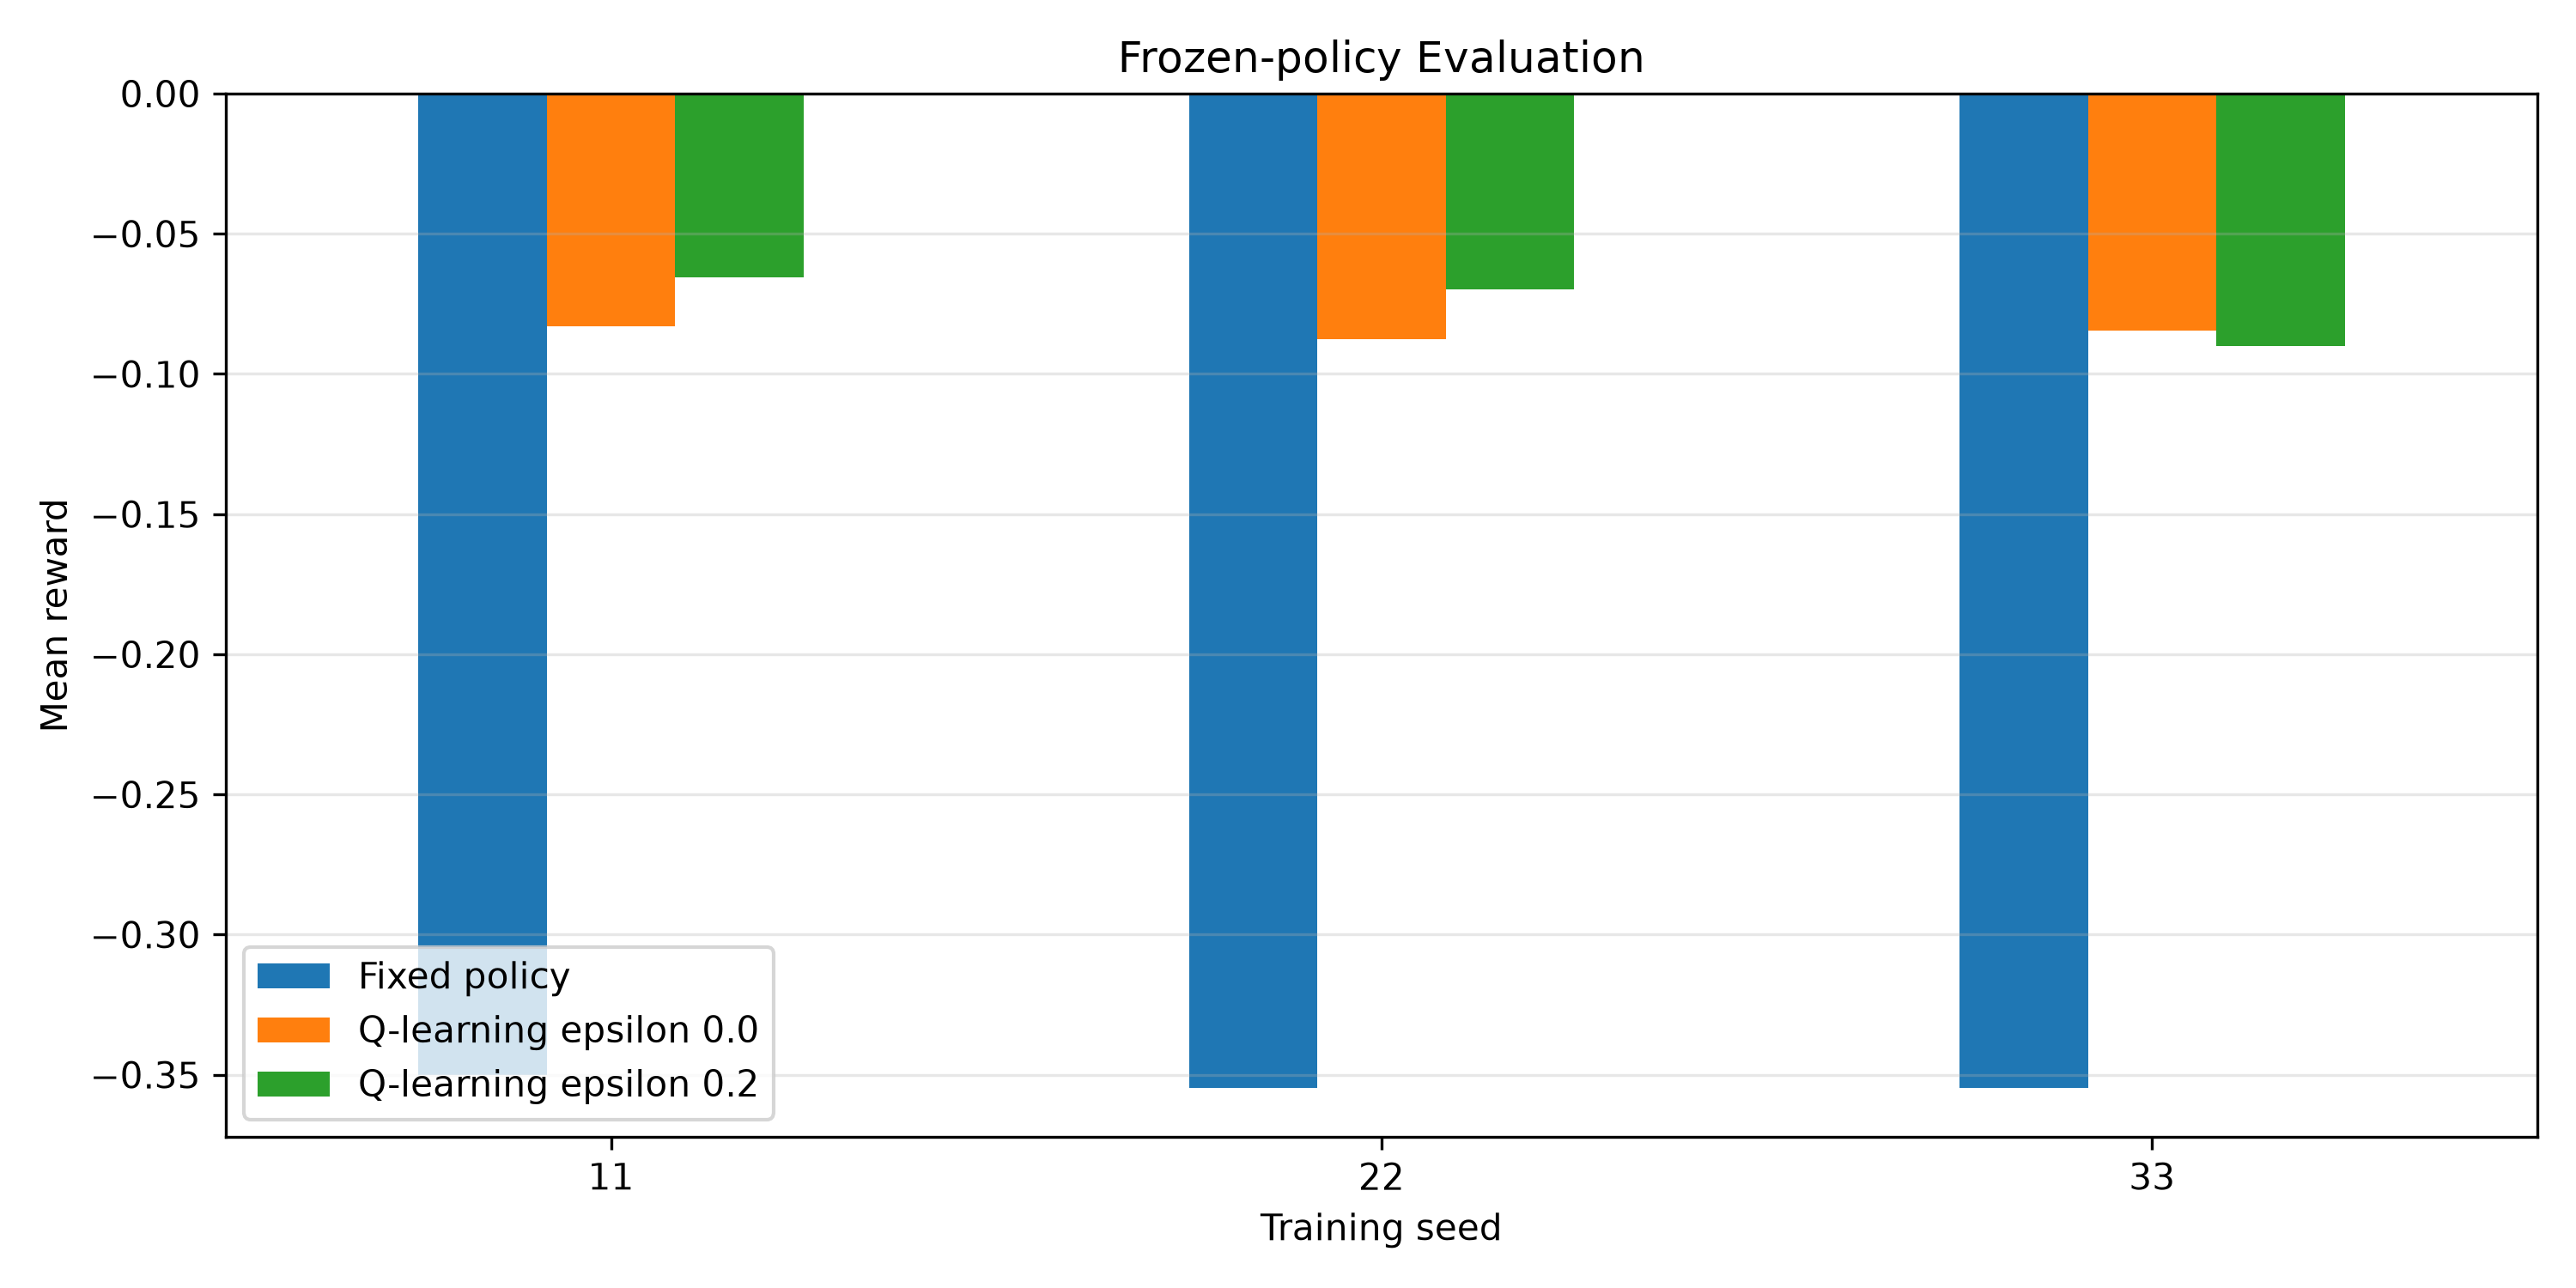 Frozen-policy Evaluation
0.00
−0.05
−0.10
−0.15
−0.20
−0.25
−0.30
−0.35
Mean reward
Fixed policy
Q-learning epsilon 0.0
Q-learning epsilon 0.2
11
22
33
Training seed